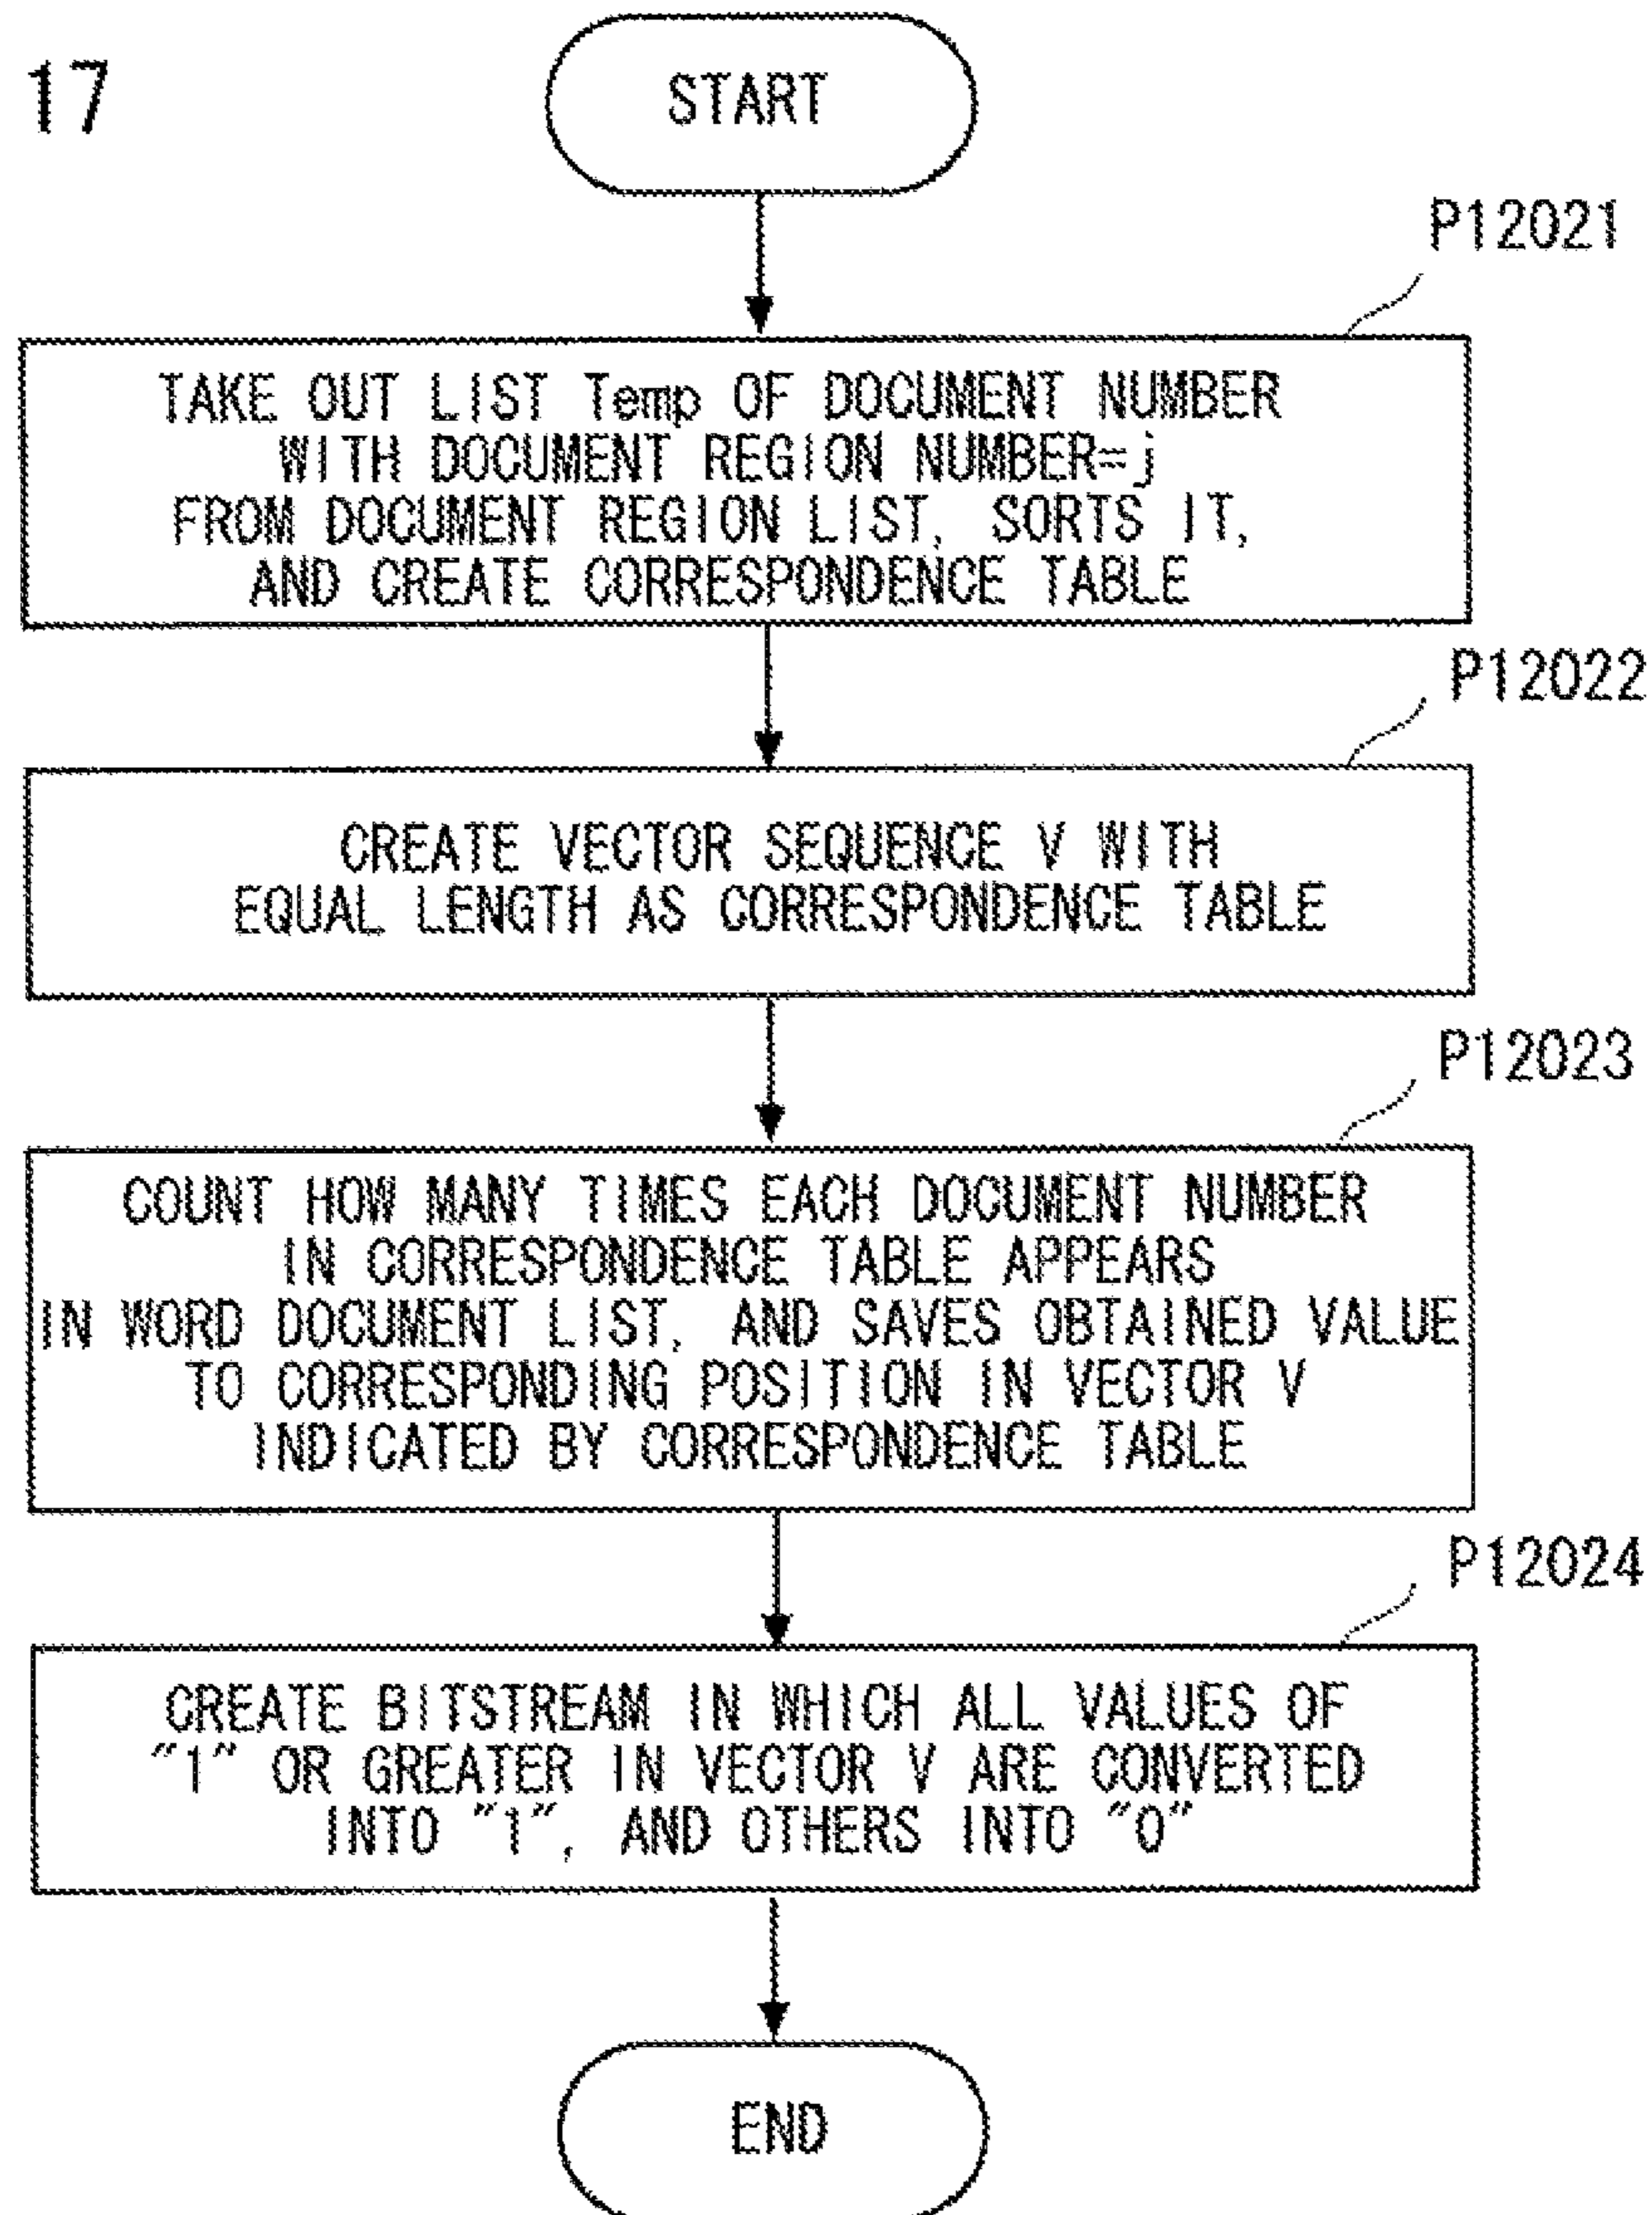 17
START
P12021
TAKE OUT LIST Temp OF DOCUMENT NUMBER
WITH DOCUMENT REGION NUMBER=j
FROM DOCUMENT REGION LIST, SORTS IT,
AND CREATE CORRESPONDENCE TABLE
P12022
CREATE VECTOR SEQUENCE V WITH
EQUAL LENGTH AS CORRESPONDENCE TABLE
P12023
COUNT HOW MANY TIMES EACH DOCUMENT NUMBER
IN CORRESPONDENCE TABLE APPEARS
IN WORD DOCUMENT LIST, AND SAVES OBTAINED VALUE
TO CORRESPONDING POSITION IN VECTOR V
INDICATED BY CORRESPONDENCE TABLE
P12024
CREATE BITSTREAM IN WHICH ALL VALUES OF
"1" OR GREATER IN VECTOR V ARE CONVERTED
INTO "1", AND OTHERS INTO "0"
END